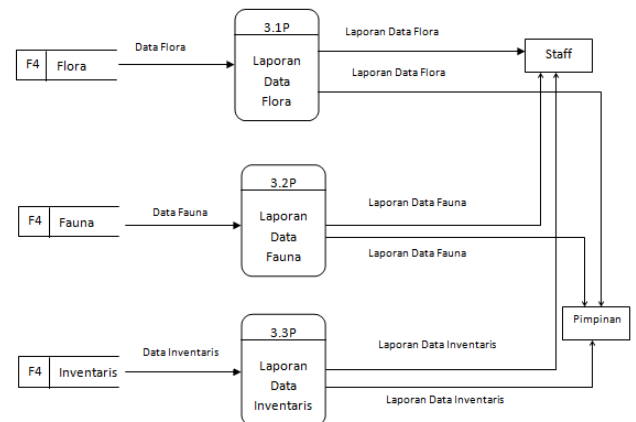 3.1P
Laporan Data Flora
Data Flora
F4 Flora
Laporan
Data
Flora
Staff
Laporan Data Flora
3.2P
Laporan Data Fauna
Data Fauna
F4 Fauna
Laporan
Data
Fauna
Laporan Data Fauna
Pimpinan
3.3P
Laporan Data Inventaris
Data Inventaris
F4 Inventaris
Laporan
Data
Inventaris
Laporan Data Inventaris